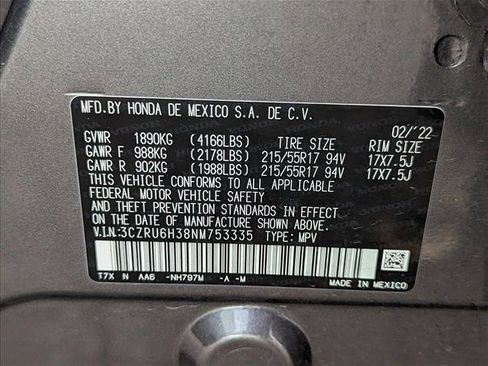 MFD.BY HONDA DE MEXICO S.A. DE C.V.
02/'22
GVWR 1890KG (4166LBS) TIRE SIZE RIM SIZE
GAWR F 988KG (2178LBS) 215/55R17 94V 17X7.5J
GAWR R 902KG (1988LBS) 215/55R17 94V 17X7.5J
THIS VEHICLE CONFORMS TO ALL APPLICABLE
FEDERAL MOTOR VEHICLE SAFETY, BUMPER,
AND THEFT PREVENTION STANDARDS IN EFFECT
ON THE DATE OF MANUFACTURE SHOWN ABOVE.
V.I.N.:3CZRU6H38NM753335 TYPE: MPV
T7X N AA6 -NH797M -A -M
MADE IN MEXICO